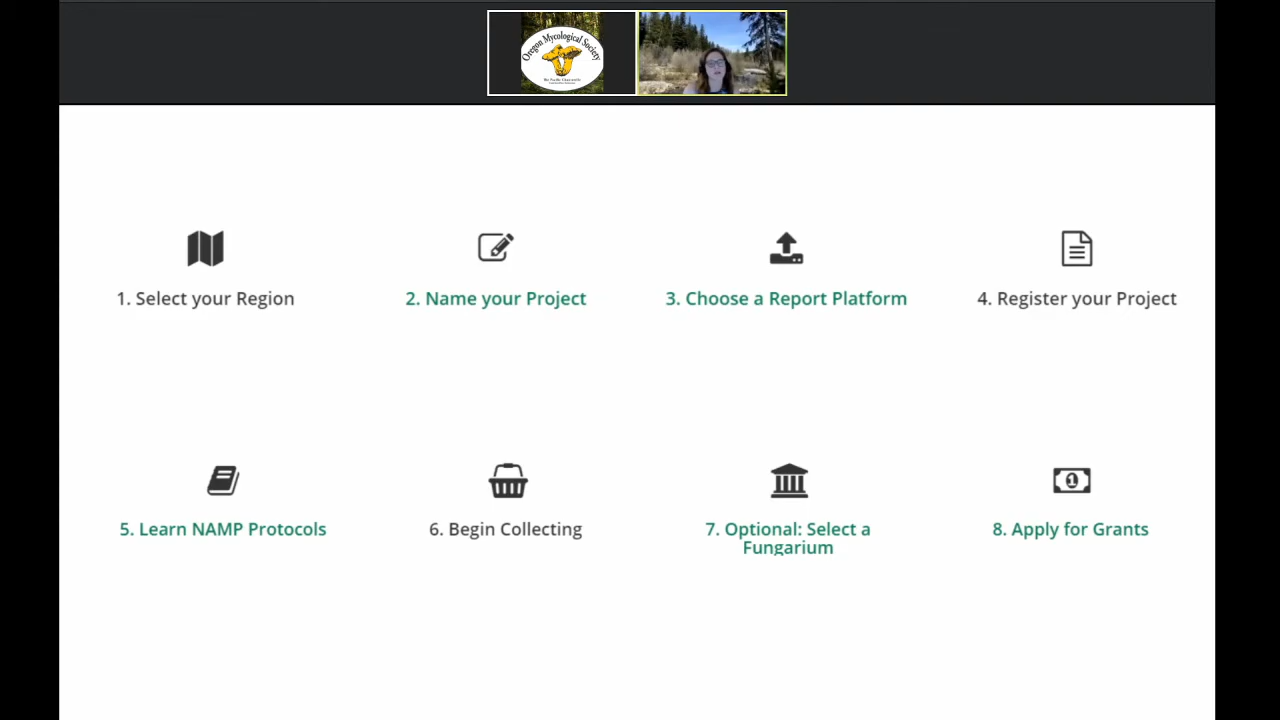 Oregon Mycological Society
1. Select your Region
2. Name your Project
3. Choose a Report Platform
4. Register your Project
5. Learn NAMP Protocols
6. Begin Collecting
7. Optional: Select a
Fungarium
8. Apply for Grants